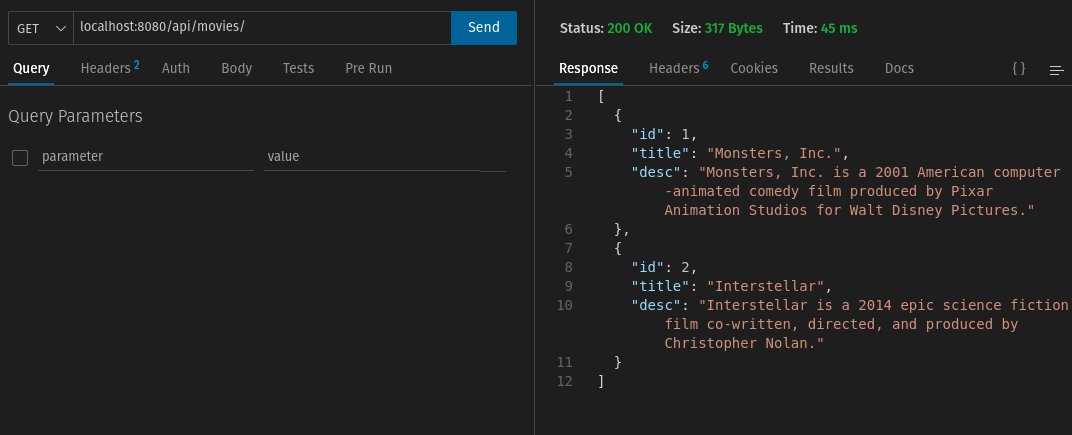 GET localhost:8080/api/movies/ Send
Query Headers 2 Auth Body Tests Pre Run
Query Parameters
parameter value
Status: 200 OK Size: 317 Bytes Time: 45 ms
Response Headers 6 Cookies Results Docs { }
1 [
2 {
3 "id": 1,
4 "title": "Monsters, Inc.",
5 "desc": "Monsters, Inc. is a 2001 American computer
-animated comedy film produced by Pixar
Animation Studios for Walt Disney Pictures."
6 },
7 {
8 "id": 2,
9 "title": "Interstellar",
10 "desc": "Interstellar is a 2014 epic science fiction
film co-written, directed, and produced by
Christopher Nolan."
11 }
12 ]